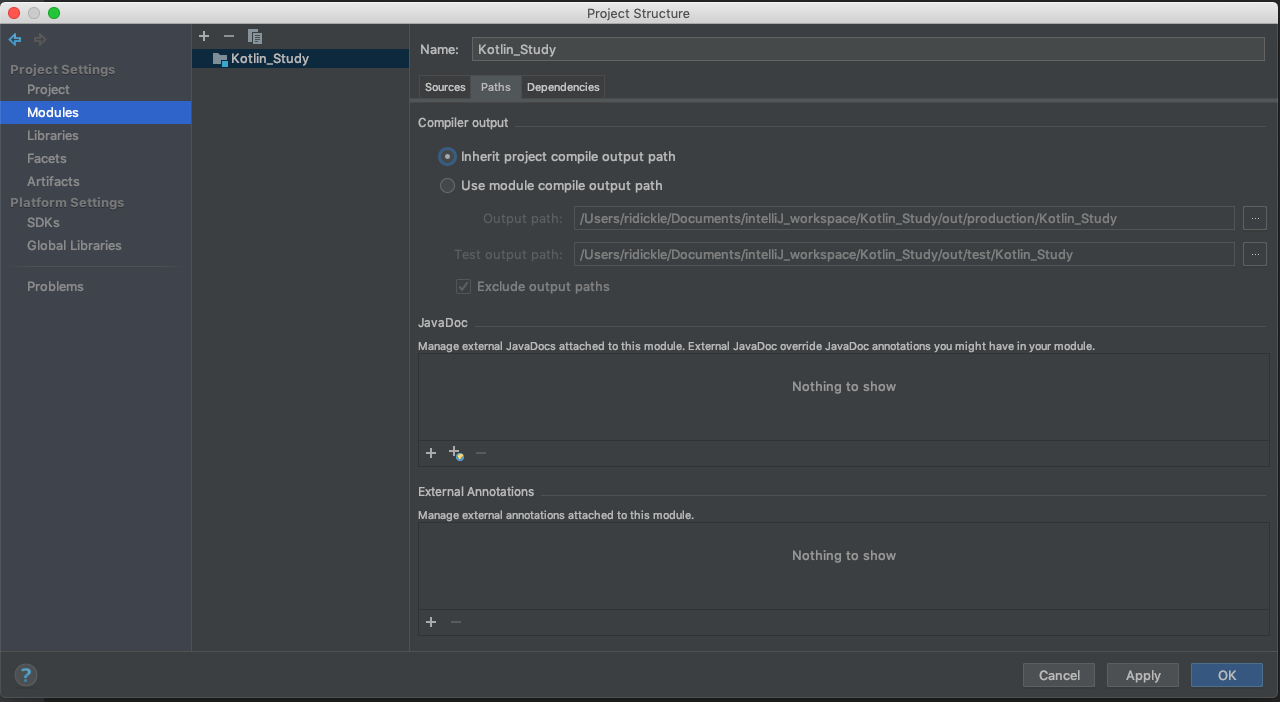 Project Structure
Project Settings
Project
Modules
Libraries
Facets
Artifacts
Platform Settings
SDKs
Global Libraries
Problems
Kotlin_Study
Name: Kotlin_Study
Sources Paths Dependencies
Compiler output
Inherit project compile output path
Use module compile output path
Output path: /Users/ridickle/Documents/intelliJ_workspace/Kotlin_Study/out/production/Kotlin_Study ...
Test output path: /Users/ridickle/Documents/intelliJ_workspace/Kotlin_Study/out/test/Kotlin_Study ...
Exclude output paths
JavaDoc
Manage external JavaDocs attached to this module. External JavaDoc override JavaDoc annotations you might have in your module.
Nothing to show
External Annotations
Manage external annotations attached to this module.
Nothing to show
? Cancel Apply OK